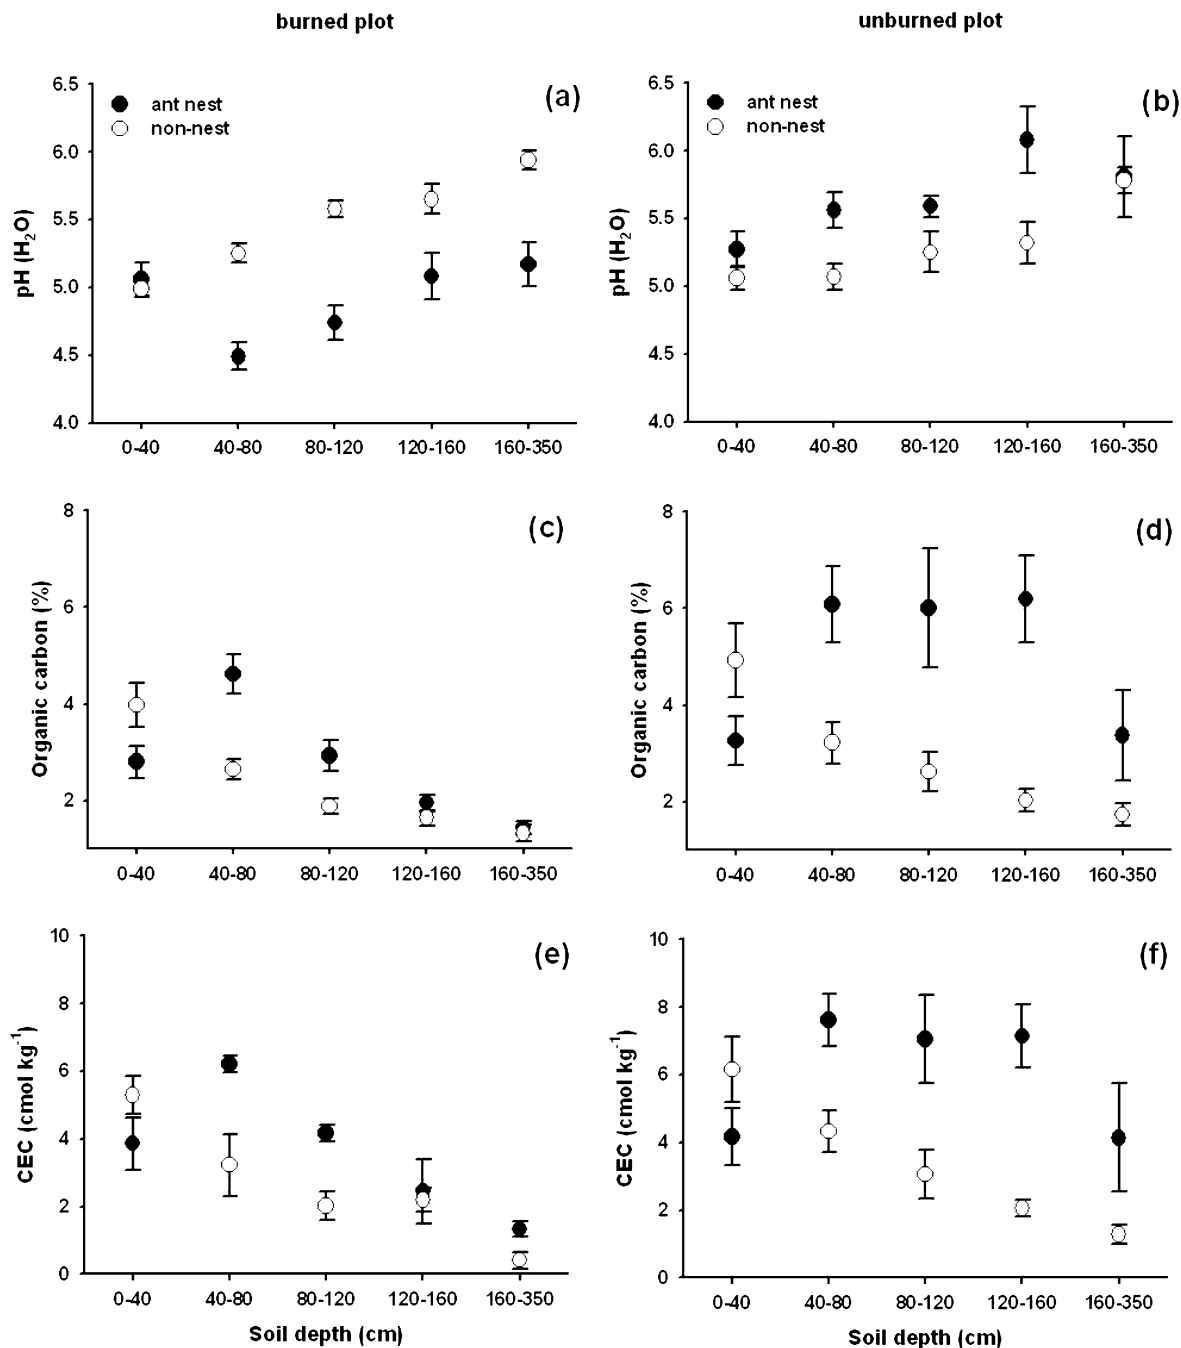 burned plot
unburned plot
6.5
6.0
5.5
5.0
4.5
4.0
pH (H2O)
ant nest
non-nest
(a)
0-40 40-80 80-120 120-160 160-350
6.5
6.0
5.5
5.0
4.5
4.0
pH (H2O)
ant nest
non-nest
(b)
0-40 40-80 80-120 120-160 160-350
8
6
4
2
Organic carbon (%)
(c)
0-40 40-80 80-120 120-160 160-350
8
6
4
2
Organic carbon (%)
(d)
0-40 40-80 80-120 120-160 160-350
10
8
6
4
2
0
CEC (cmol kg-1)
(e)
0-40 40-80 80-120 120-160 160-350
Soil depth (cm)
10
8
6
4
2
0
CEC (cmol kg-1)
(f)
0-40 40-80 80-120 120-160 160-350
Soil depth (cm)